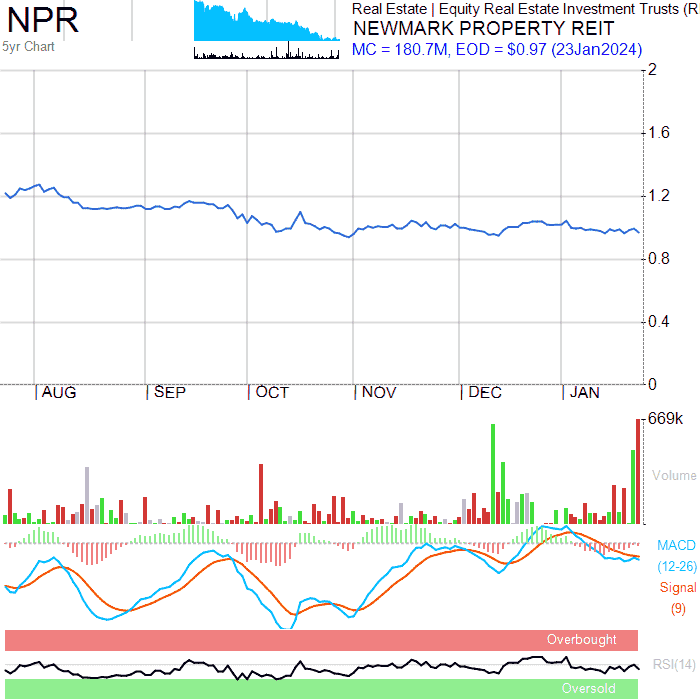 NPR
5yr Chart
Real Estate | Equity Real Estate Investment Trusts (R
NEWMARK PROPERTY REIT
MC = 180.7M, EOD = $0.97 (23Jan2024)
2
1.6
1.2
0.8
0.4
0
AUG SEP OCT NOV DEC JAN
669k
Volume
MACD
(12-26)
Signal
(9)
Overbought
RSI(14)
Oversold